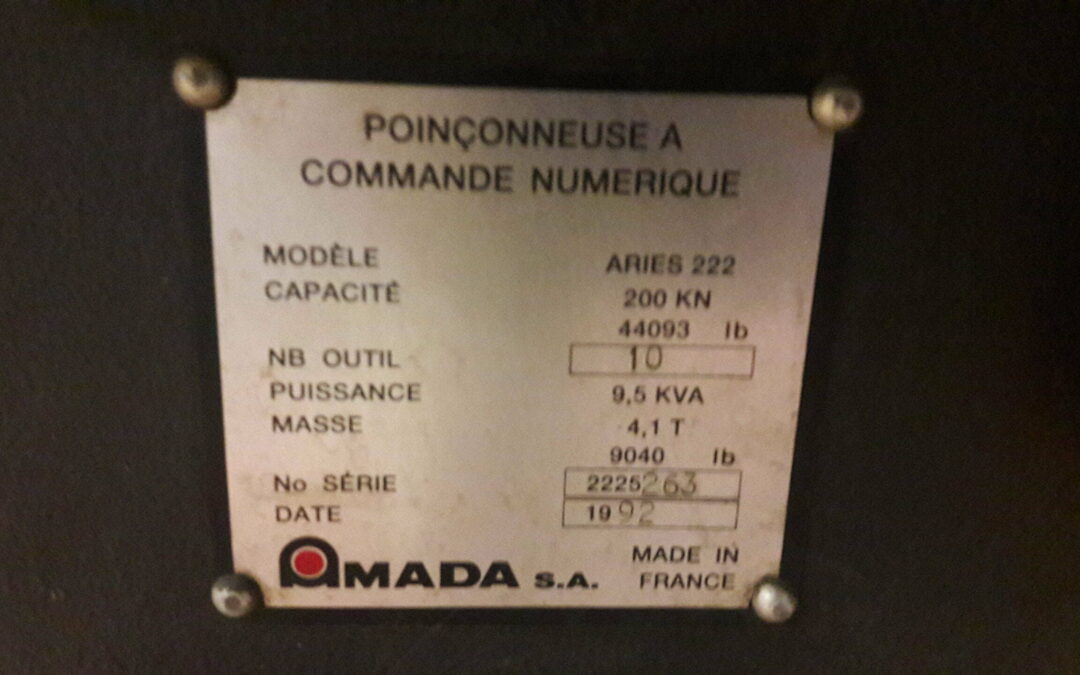 POINÇONNEUSE A
COMMANDE NUMERIQUE
MODÈLE ARIES 222
CAPACITÉ 200 KN
44093 lb
NB OUTIL 10
PUISSANCE 9,5 KVA
MASSE 4,1 T
9040 lb
No SÉRIE 2225263
DATE 1992
AMADA S.A. MADE IN
FRANCE